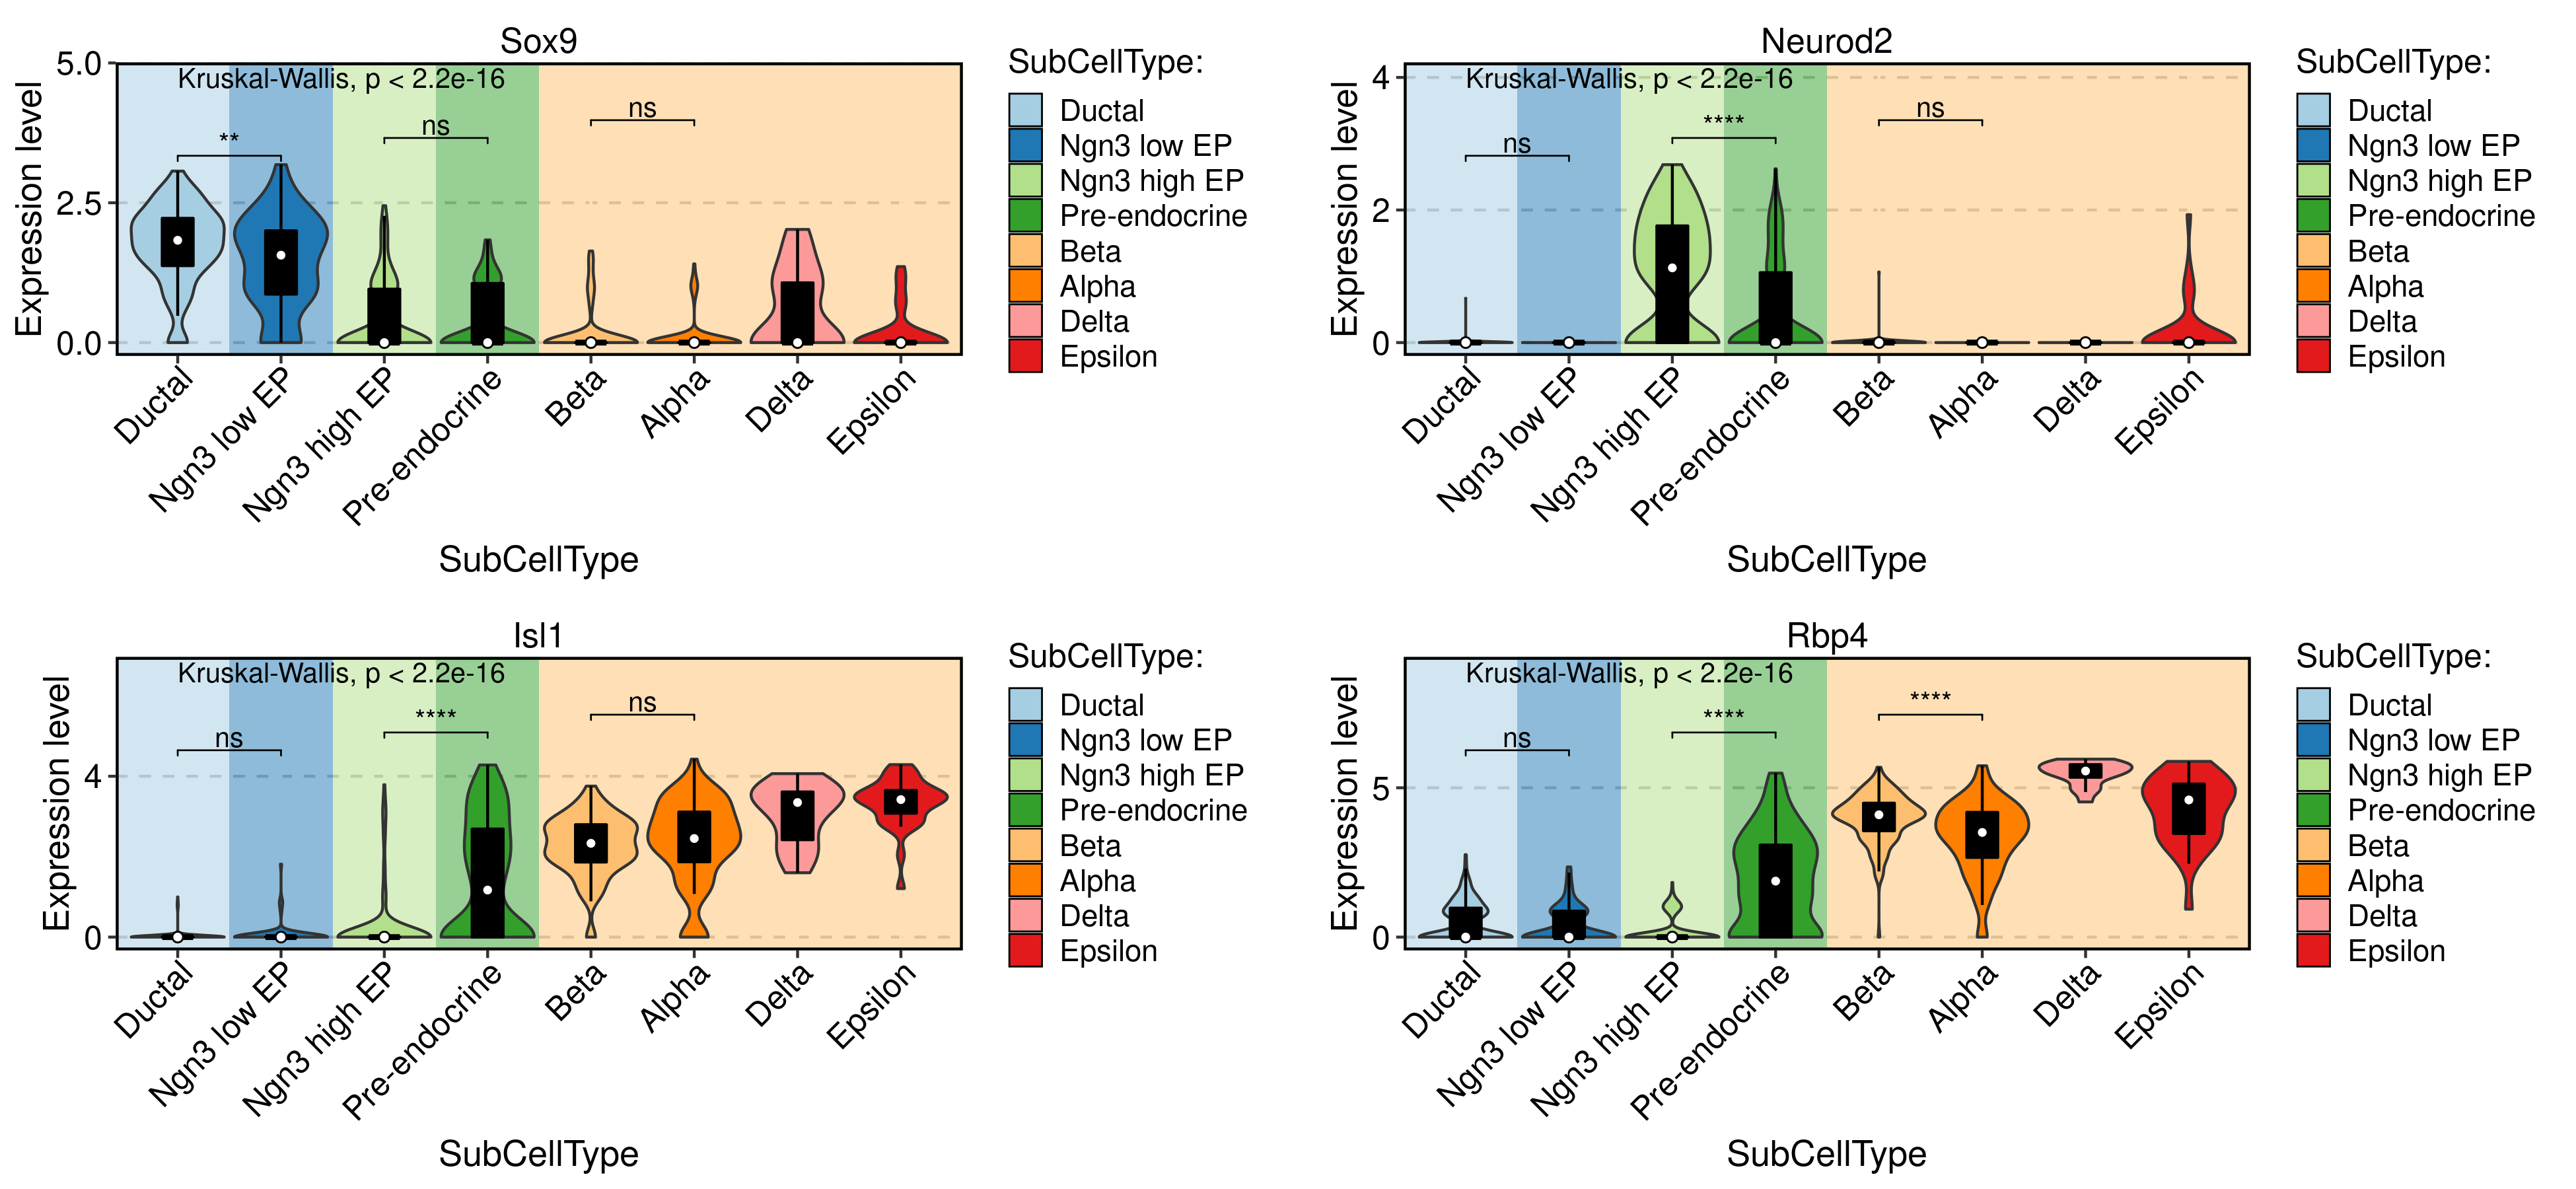 Sox9
Kruskal-Wallis, p < 2.2e-16
**
ns
ns
5.0
2.5
0.0
Expression level
Ductal
Ngn3 low EP
Ngn3 high EP
Pre-endocrine
Beta
Alpha
Delta
Epsilon
SubCellType
SubCellType:
Ductal
Ngn3 low EP
Ngn3 high EP
Pre-endocrine
Beta
Alpha
Delta
Epsilon
Neurod2
Kruskal-Wallis, p < 2.2e-16
ns
****
ns
4
2
0
Expression level
Ductal
Ngn3 low EP
Ngn3 high EP
Pre-endocrine
Beta
Alpha
Delta
Epsilon
SubCellType
SubCellType:
Ductal
Ngn3 low EP
Ngn3 high EP
Pre-endocrine
Beta
Alpha
Delta
Epsilon
Isl1
Kruskal-Wallis, p < 2.2e-16
ns
****
ns
4
0
Expression level
Ductal
Ngn3 low EP
Ngn3 high EP
Pre-endocrine
Beta
Alpha
Delta
Epsilon
SubCellType
SubCellType:
Ductal
Ngn3 low EP
Ngn3 high EP
Pre-endocrine
Beta
Alpha
Delta
Epsilon
Rbp4
Kruskal-Wallis, p < 2.2e-16
ns
****
****
5
0
Expression level
Ductal
Ngn3 low EP
Ngn3 high EP
Pre-endocrine
Beta
Alpha
Delta
Epsilon
SubCellType
SubCellType:
Ductal
Ngn3 low EP
Ngn3 high EP
Pre-endocrine
Beta
Alpha
Delta
Epsilon